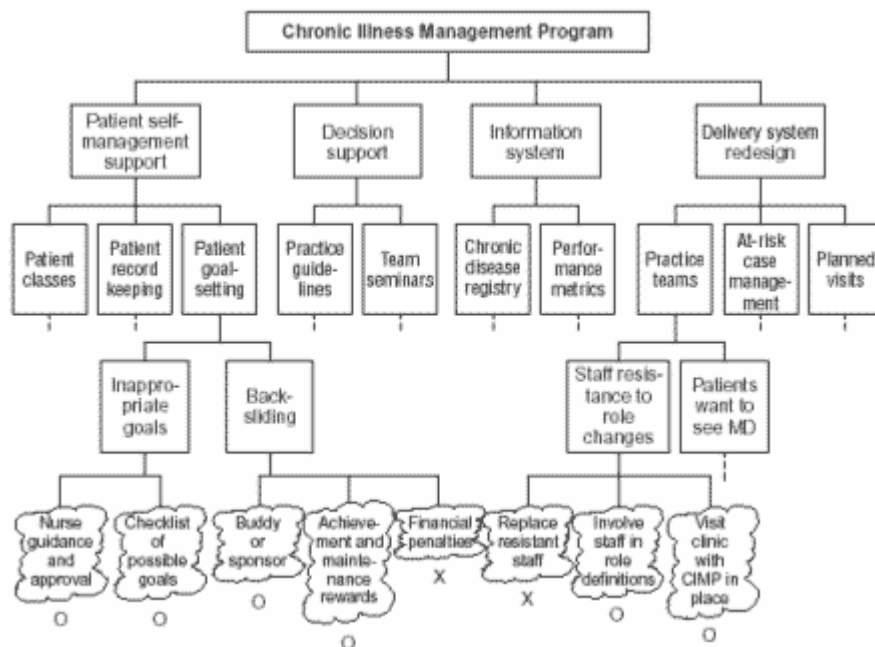 Chronic Illness Management Program
Patient self-
management
support
Decision
support
Information
system
Delivery system
redesign
Patient
classes
Patient
record
keeping
Patient
goal-
setting
Practice
guide-
lines
Team
seminars
Chronic
disease
registry
Perfor-
mance
metrics
Practice
teams
At-risk
case
manage-
ment
Planned
visits
Inappro-
priate
goals
Back-
sliding
Staff resis-
tance to
role
changes
Patients
want to
see MD
Nurse
guidance
and
approval
Checklist
of
possible
goals
Buddy
or
sponsor
Achieve-
ment and
mainte-
nance
rewards
Financial
penalties
Replace
resistant
staff
Involve
staff in
role
definitions
Visit
clinic
with
CIMP in
place
O
O
O
O
X
X
O
O